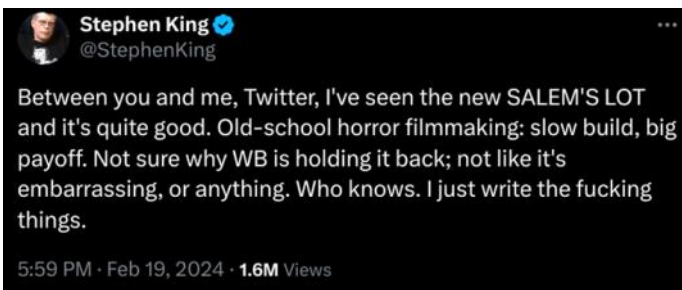 Stephen King
@StephenKing
Between you and me, Twitter, I've seen the new SALEM'S LOT
and it's quite good. Old-school horror filmmaking: slow build, big
payoff. Not sure why WB is holding it back; not like it's
embarrassing, or anything. Who knows. I just write the fucking
things.
5:59 PM · Feb 19, 2024 · 1.6M Views